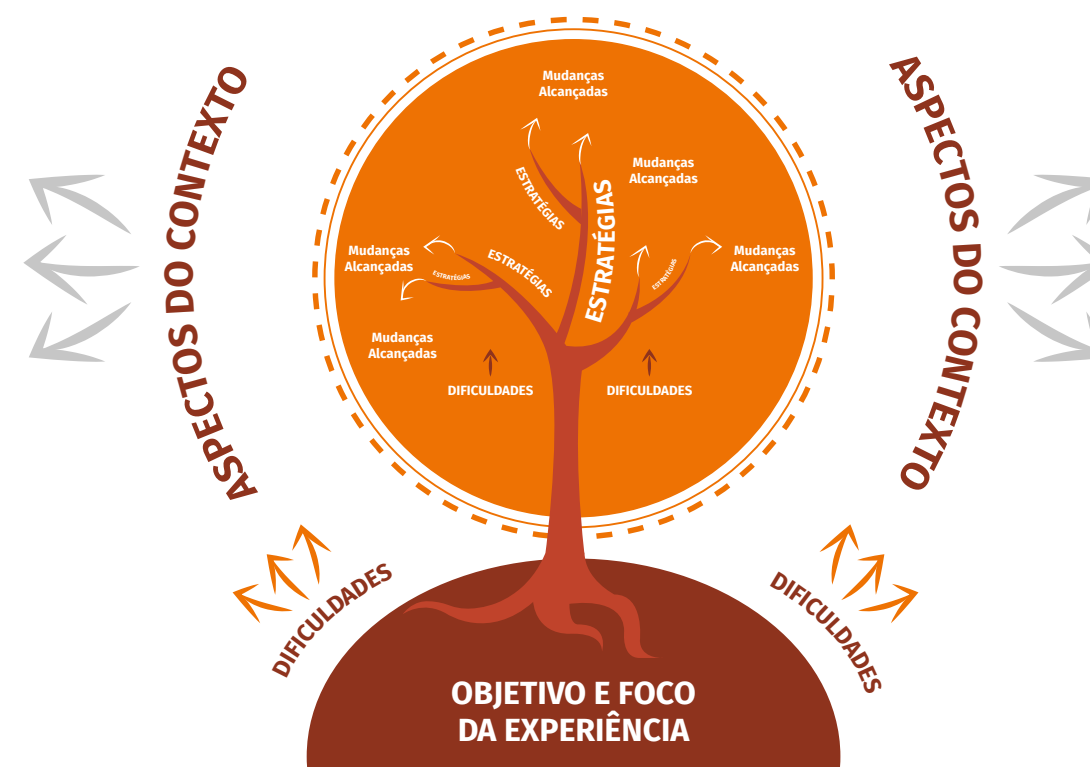 ASPECTOS DO CONTEXTO
ASPECTOS DO CONTEXTO
Mudanças
Alcançadas
Mudanças
Alcançadas
ESTRATÉGIAS
ESTRATÉGIAS
Mudanças
Alcançadas
ESTRATÉGIAS
ESTRATÉGIAS
ESTRATÉGIAS
Mudanças
Alcançadas
Mudanças
Alcançadas
DIFICULDADES
DIFICULDADES
DIFICULDADES
DIFICULDADES
OBJETIVO E FOCO
DA EXPERIÊNCIA